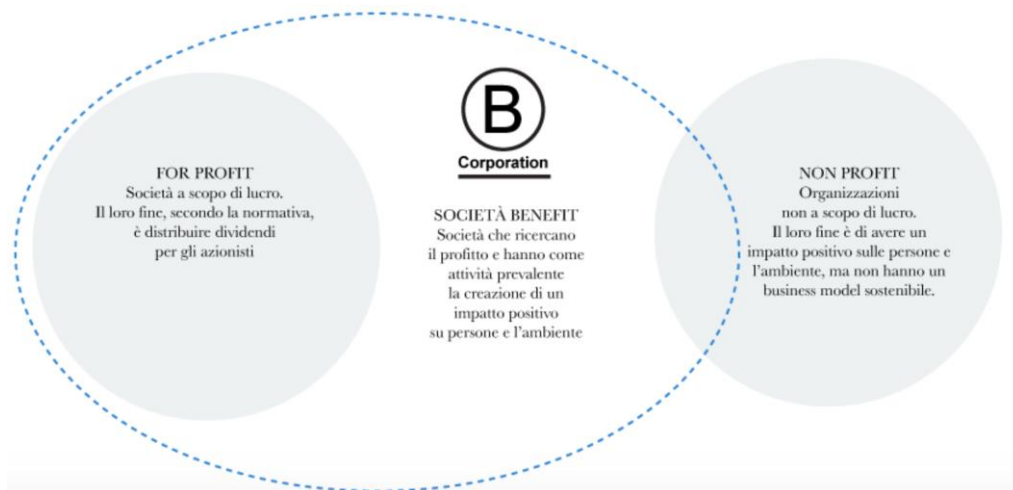 FOR PROFIT
Società a scopo di lucro.
Il loro fine, secondo la normativa,
è distribuire dividendi
per gli azionisti
B
Corporation
SOCIETÀ BENEFIT
Società che ricercano
il profitto e hanno come
attività prevalente
la creazione di un
impatto positivo
su persone e l’ambiente
NON PROFIT
Organizzazioni
non a scopo di lucro.
Il loro fine è di avere un
impatto positivo sulle persone e
l’ambiente, ma non hanno un
business model sostenibile.